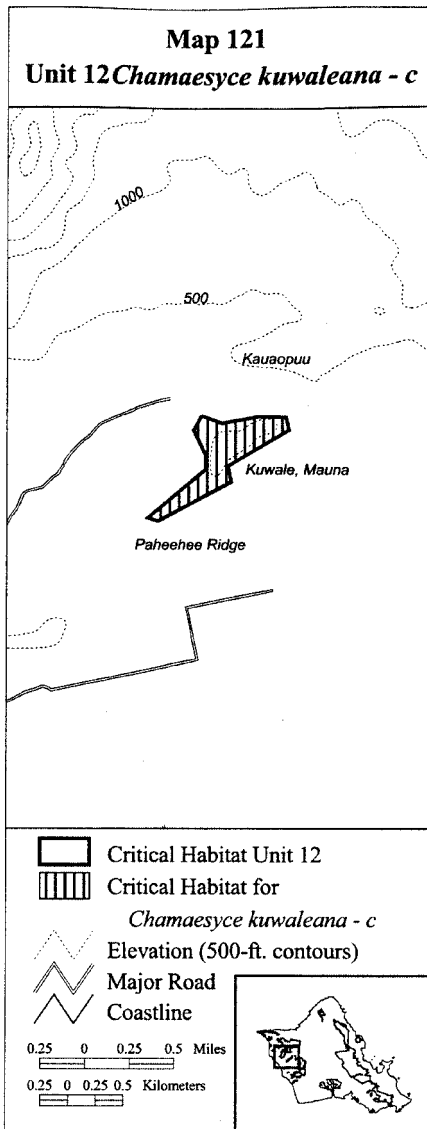 Map 121
Unit 12 Chamaesyce kuwaleana - c
1000
500
Kauaopuu
Kuwale, Mauna
Paheehee Ridge
Critical Habitat Unit 12
Critical Habitat for
Chamaesyce kuwaleana - c
Elevation (500-ft. contours)
Major Road
Coastline
0.25 0 0.25 0.5 Miles
0.25 0 0.25 0.5 Kilometers